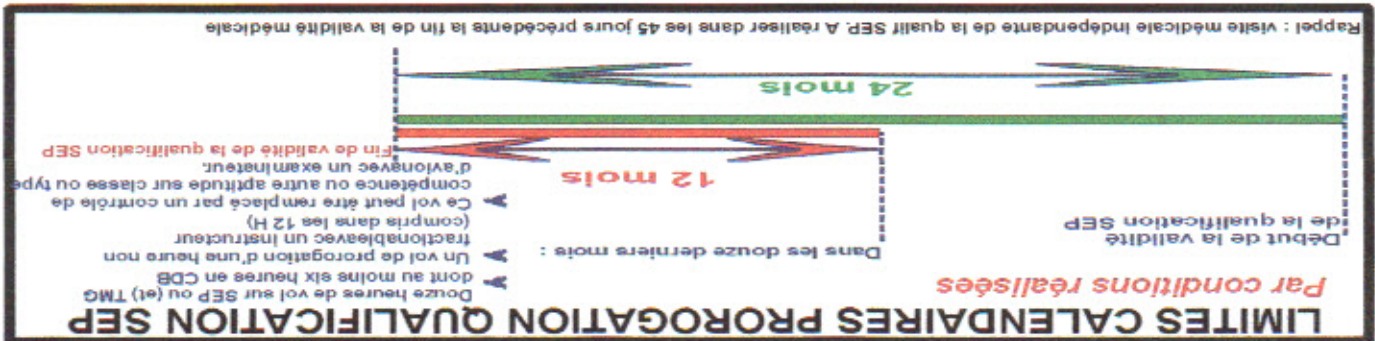 LIMITES CALENDAIRES PROROGATION QUALIFICATION SEP
Par conditions réalisées
Début de la validité
de la qualification SEP
Dans les douze derniers mois :
Douze heures de vol sur SEP ou (et) TMG
dont au moins six heures en CDB
Un vol de prorogation d'une heure non
fractionableavec un instructeur
(compris dans les 12 H)
Ce vol peut être remplacé par un contrôle de
compétence ou autre aptitude sur classe ou type
d'avionavec un examinateur.
12 mois
Fin de validité de la qualification SEP
24 mois
Rappel : visite médicale indépendante de la qualif SEP. A réaliser dans les 45 jours précédents la fin de la validité médicale